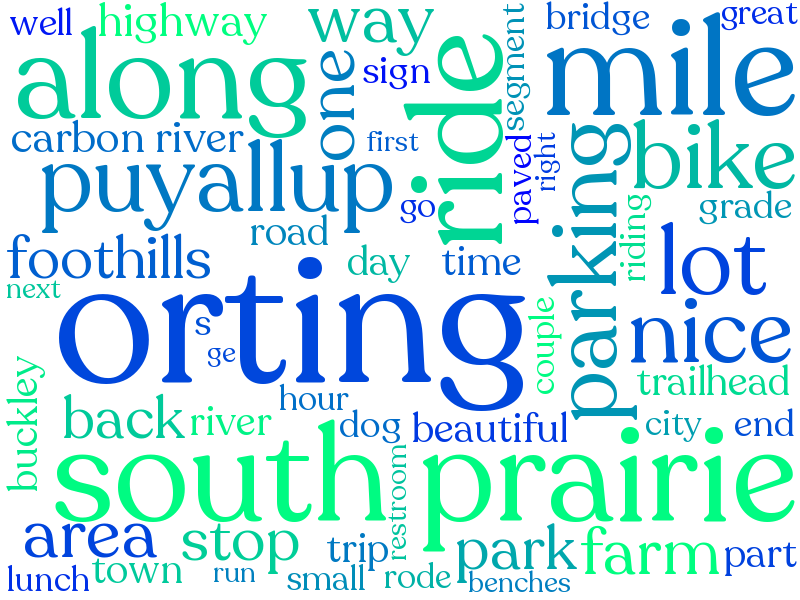 well
highway
way
bridge
great
along
one
sign
ride
segment
mile
carbon river
first
paved
right
parking
bike
puyallup
go
grade
road
riding
foothills
day
time
lot
next
orting
s
ge
couple
nice
trailhead
buckley
hour
back
river
dog
beautiful
city
end
south prairie
restroom
area
stop
trip
park
farm
part
lunch
town
run
small
rode
benches